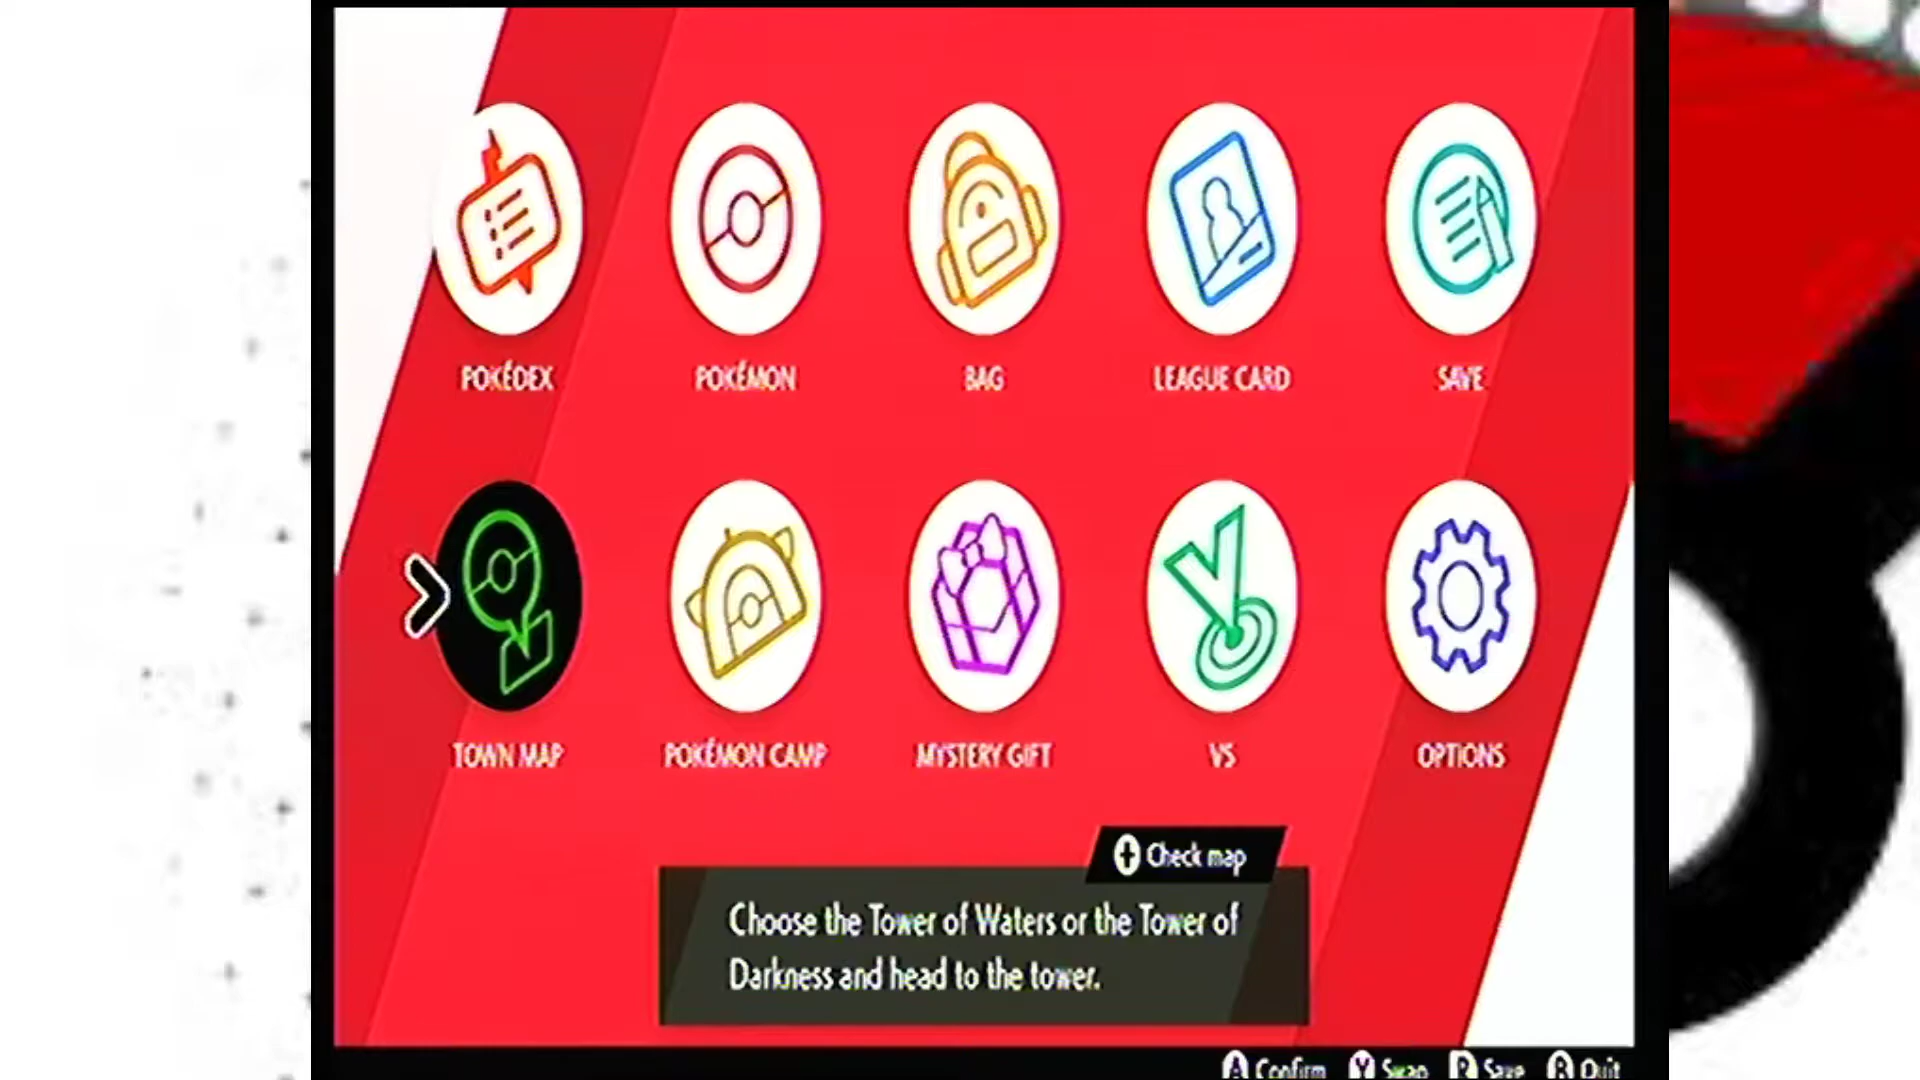 POKÉDEX POKÉMON BAG LEAGUE CARD SAVE
TOWN MAP POKÉMON CAMP MYSTERY GIFT VS OPTIONS
Check map
Choose the Tower of Waters or the Tower of
Darkness and head to the tower.
A Confirm Y Swap R Save B Quit